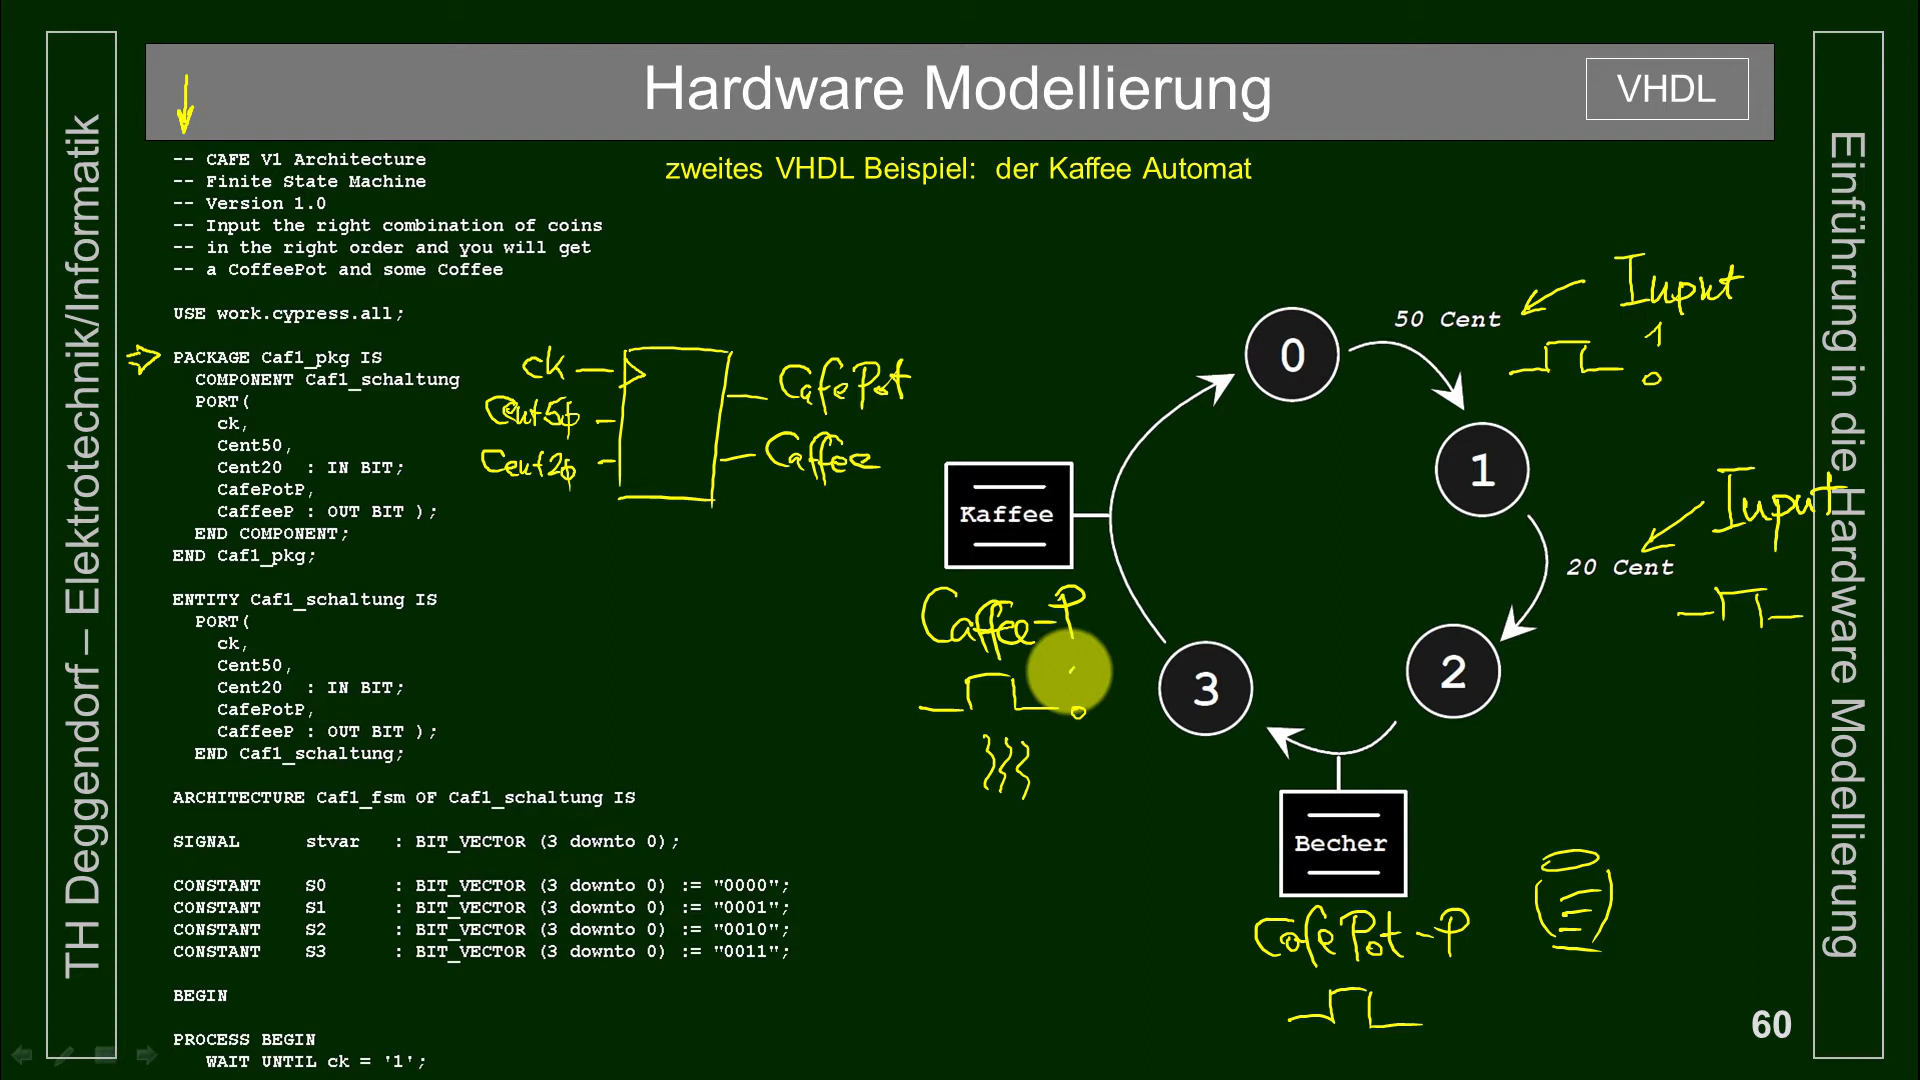 TH Deggendorf – Elektrotechnik/Informatik
Hardware Modellierung
VHDL
zweites VHDL Beispiel: der Kaffee Automat
-- CAFE V1 Architecture
-- Finite State Machine
-- Version 1.0
-- Input the right combination of coins
-- in the right order and you will get
-- a CoffeePot and some Coffee
USE work.cypress.all;
PACKAGE Caf1_pkg IS
COMPONENT Caf1_schaltung
PORT(
ck,
Cent50,
Cent20 : IN BIT;
CafePotP,
CaffeeP : OUT BIT );
END COMPONENT;
END Caf1_pkg;
ENTITY Caf1_schaltung IS
PORT(
ck,
Cent50,
Cent20 : IN BIT;
CafePotP,
CaffeeP : OUT BIT );
END Caf1_schaltung;
ARCHITECTURE Caf1_fsm OF Caf1_schaltung IS
SIGNAL stvar : BIT_VECTOR (3 downto 0);
CONSTANT S0 : BIT_VECTOR (3 downto 0) := "0000";
CONSTANT S1 : BIT_VECTOR (3 downto 0) := "0001";
CONSTANT S2 : BIT_VECTOR (3 downto 0) := "0010";
CONSTANT S3 : BIT_VECTOR (3 downto 0) := "0011";
BEGIN
PROCESS BEGIN
WAIT UNTIL ck = '1';
ck
Cent50
Cent20
CafePot
Caffee
0
50 Cent
Input
1
0
1
20 Cent
Input
2
3
Kaffee
Caffee-P
0
Becher
CafePot-P
60
Einführung in die Hardware Modellierung